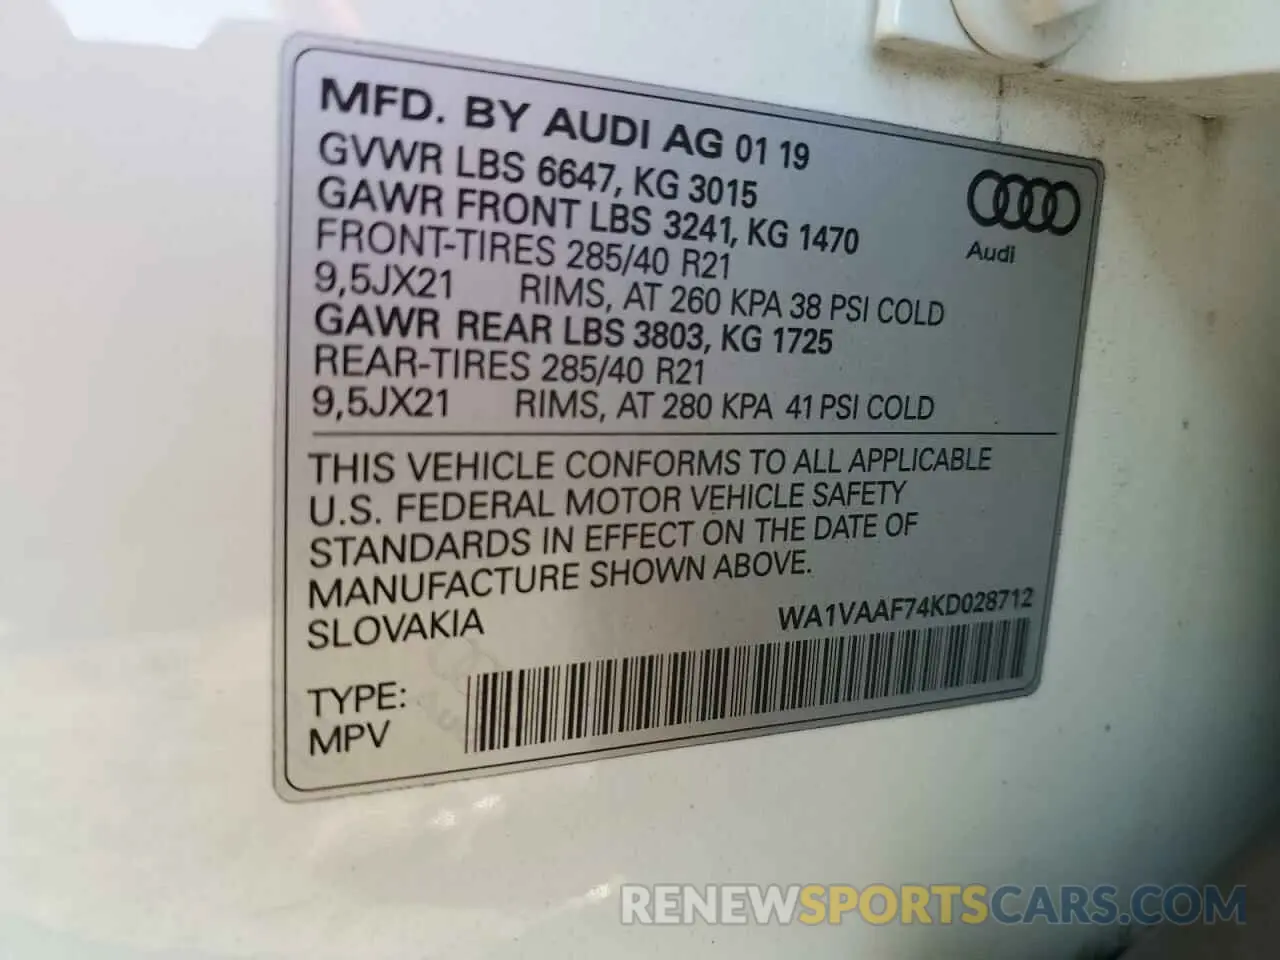 MFD. BY AUDI AG 01 19
GVWR LBS 6647, KG 3015
GAWR FRONT LBS 3241, KG 1470
FRONT-TIRES 285/40 R21
9,5JX21 RIMS, AT 260 KPA 38 PSI COLD
GAWR REAR LBS 3803, KG 1725
REAR-TIRES 285/40 R21
9,5JX21 RIMS, AT 280 KPA 41 PSI COLD
Audi
THIS VEHICLE CONFORMS TO ALL APPLICABLE
U.S. FEDERAL MOTOR VEHICLE SAFETY
STANDARDS IN EFFECT ON THE DATE OF
MANUFACTURE SHOWN ABOVE.
SLOVAKIA WA1VAAF74KD028712
TYPE:
MPV
RENEWSPORTSCARS.COM